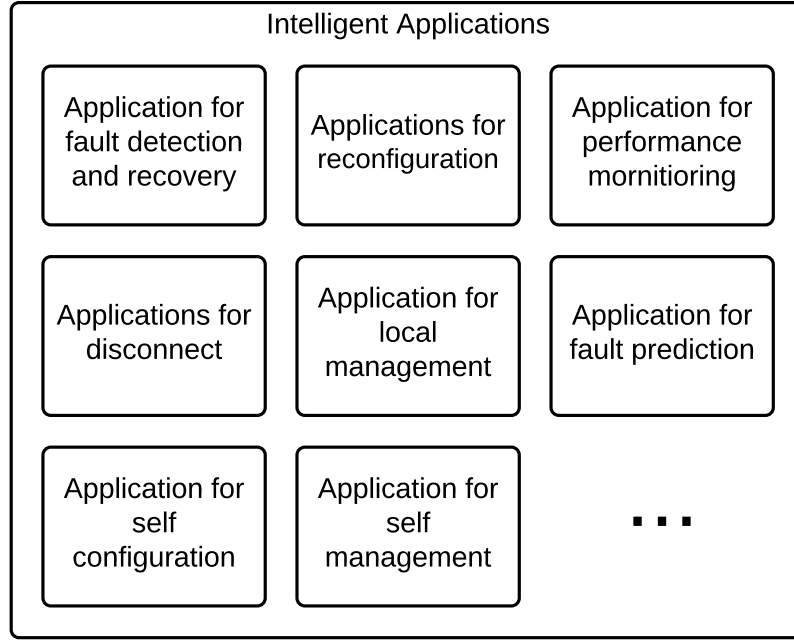 Intelligent Applications
Application for
fault detection
and recovery
Applications for
reconfiguration
Application for
performance
mornitioring
Applications for
disconnect
Application for
local
management
Application for
fault prediction
Application for
self
configuration
Application for
self
management
...